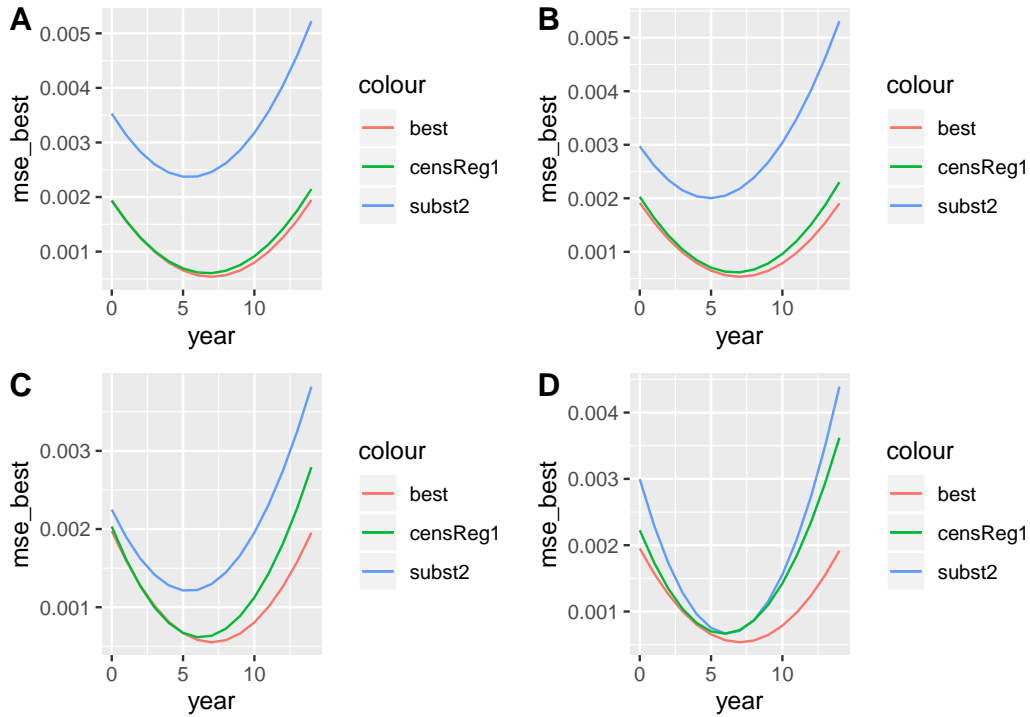 A
mse_best
0.005
0.004
0.003
0.002
0.001
0
5
10
year
colour
best
censReg1
subst2
B
mse_best
0.005
0.004
0.003
0.002
0.001
0
5
10
year
colour
best
censReg1
subst2
C
mse_best
0.003
0.002
0.001
0
5
10
year
colour
best
censReg1
subst2
D
mse_best
0.004
0.003
0.002
0.001
0
5
10
year
colour
best
censReg1
subst2